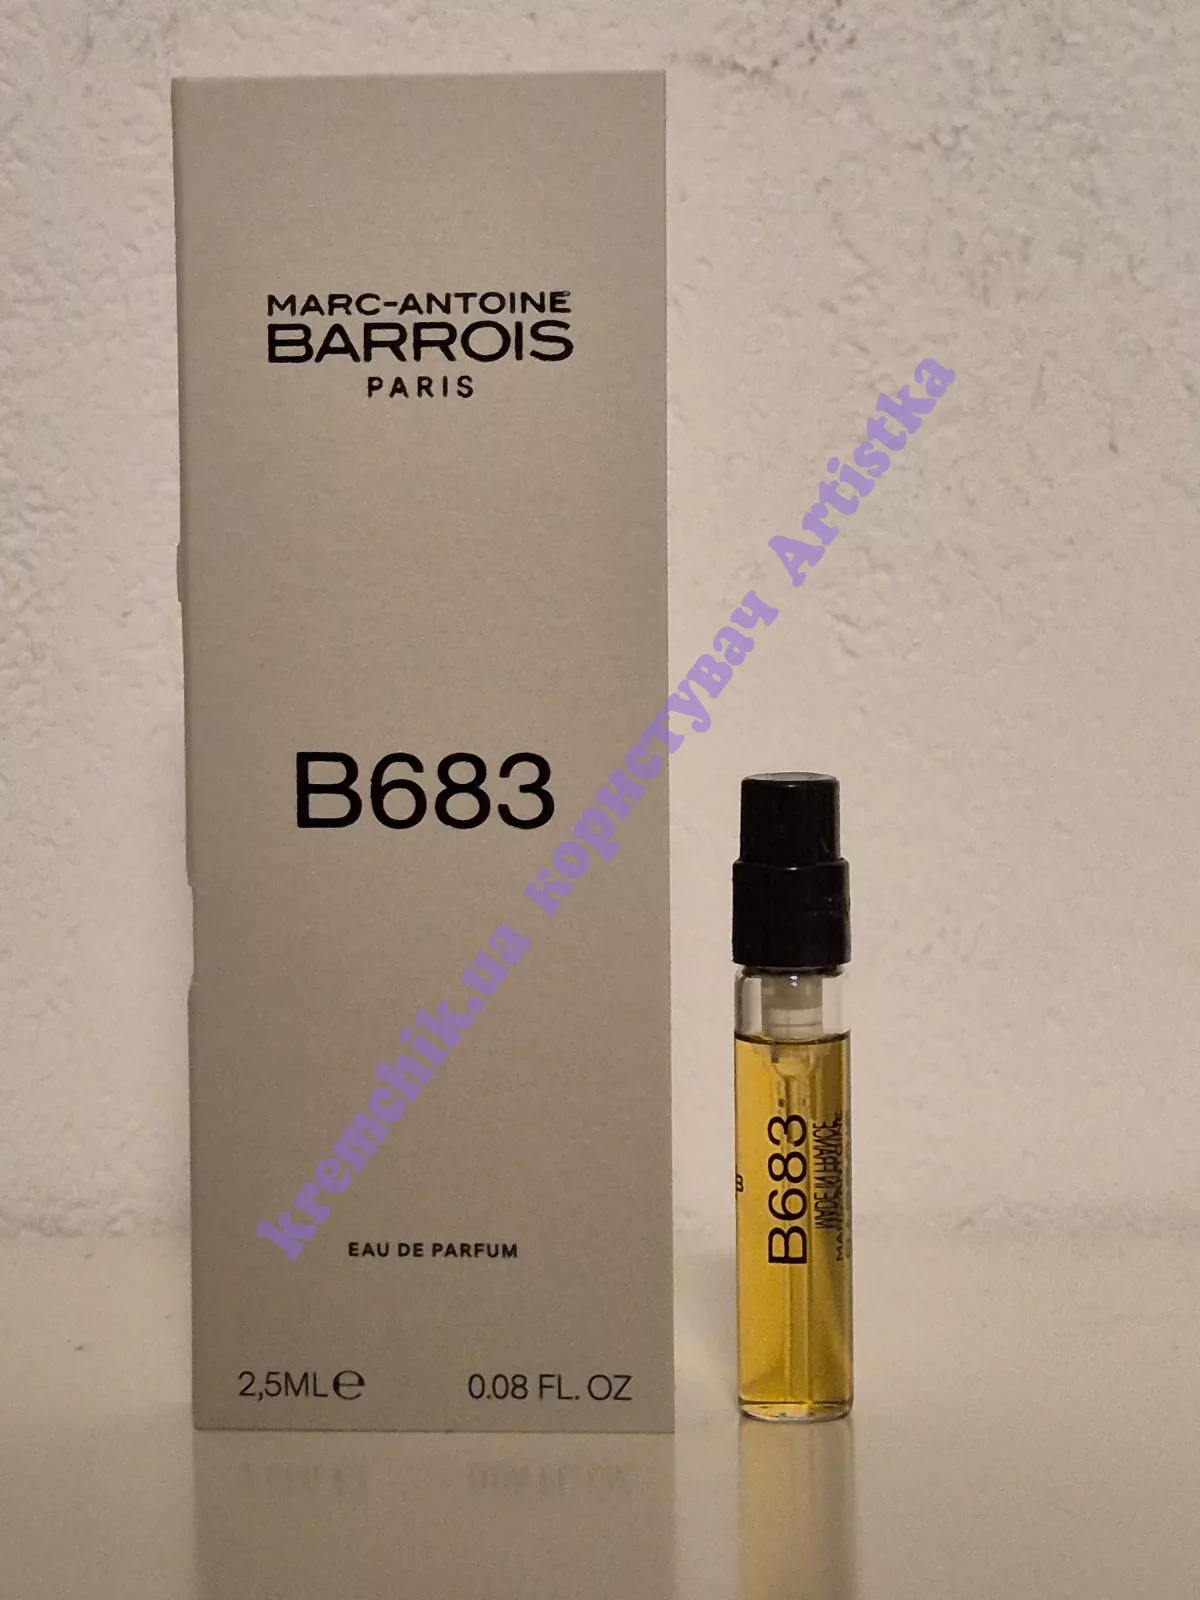 MARC-ANTOINE
BARROIS
PARIS
B683
EAU DE PARFUM
2,5ML℮ 0.08 FL. OZ
B683
MADE IN FRANCE
kremchik.ua користувач Artistka